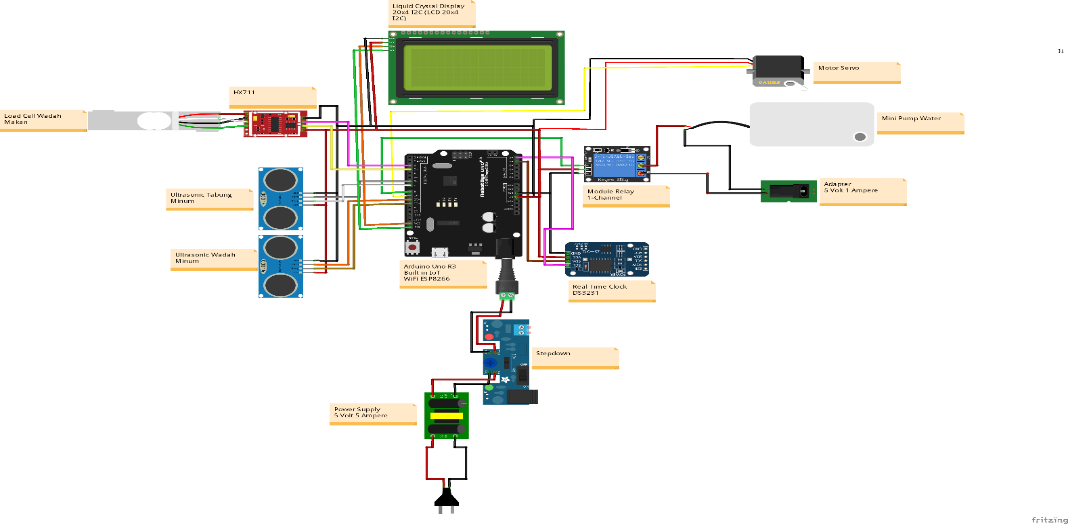 Liquid Crystal Display
20x4 I2C (LCD 20x4
I2C)
Motor Servo
HX711
Load Cell Wadah
Makan
Mini Pump Water
Ultrasonic Tabung
Minum
Module Relay
1-Channel
Adapter
5 Volt 1 Ampere
Ultrasonic Wadah
Minum
Arduino Uno R3
Built in IoT
WiFi ESP8266
Real Time Clock
DS3231
Stepdown
Power Supply
5 Volt 5 Ampere
fritzing